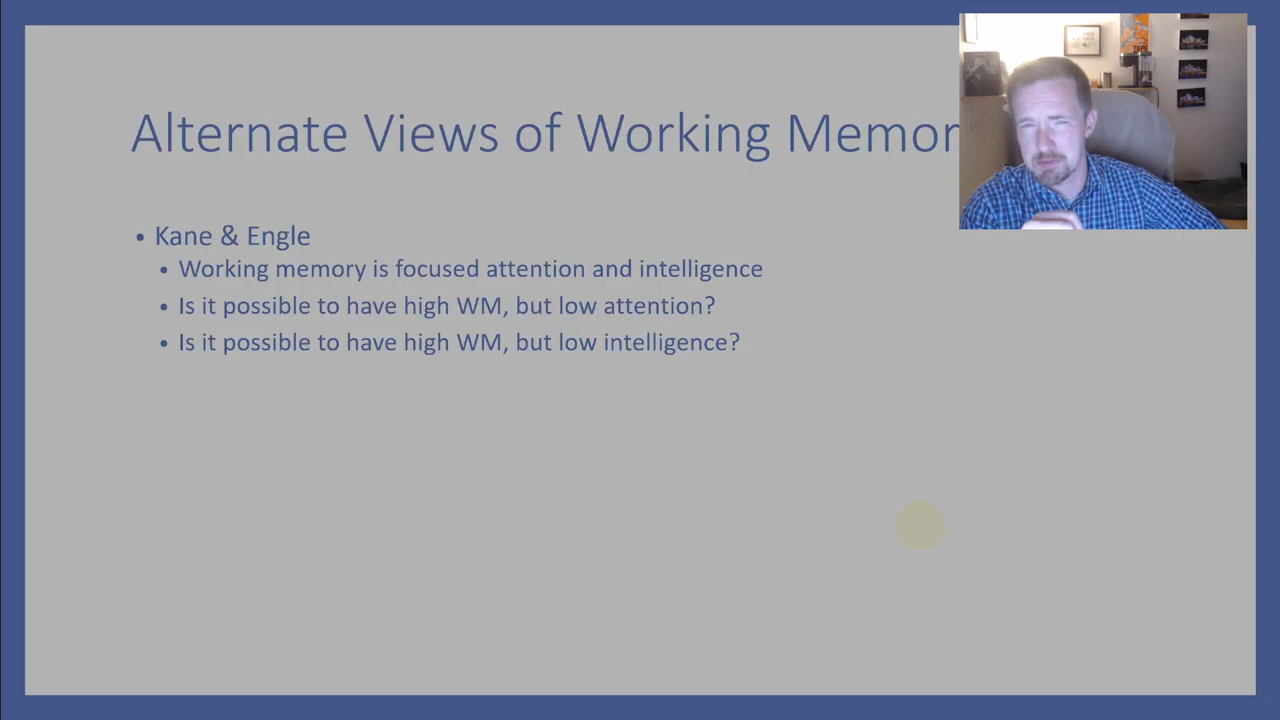 Alternate Views of Working Memor
• Kane & Engle
• Working memory is focused attention and intelligence
• Is it possible to have high WM, but low attention?
• Is it possible to have high WM, but low intelligence?
TAPE